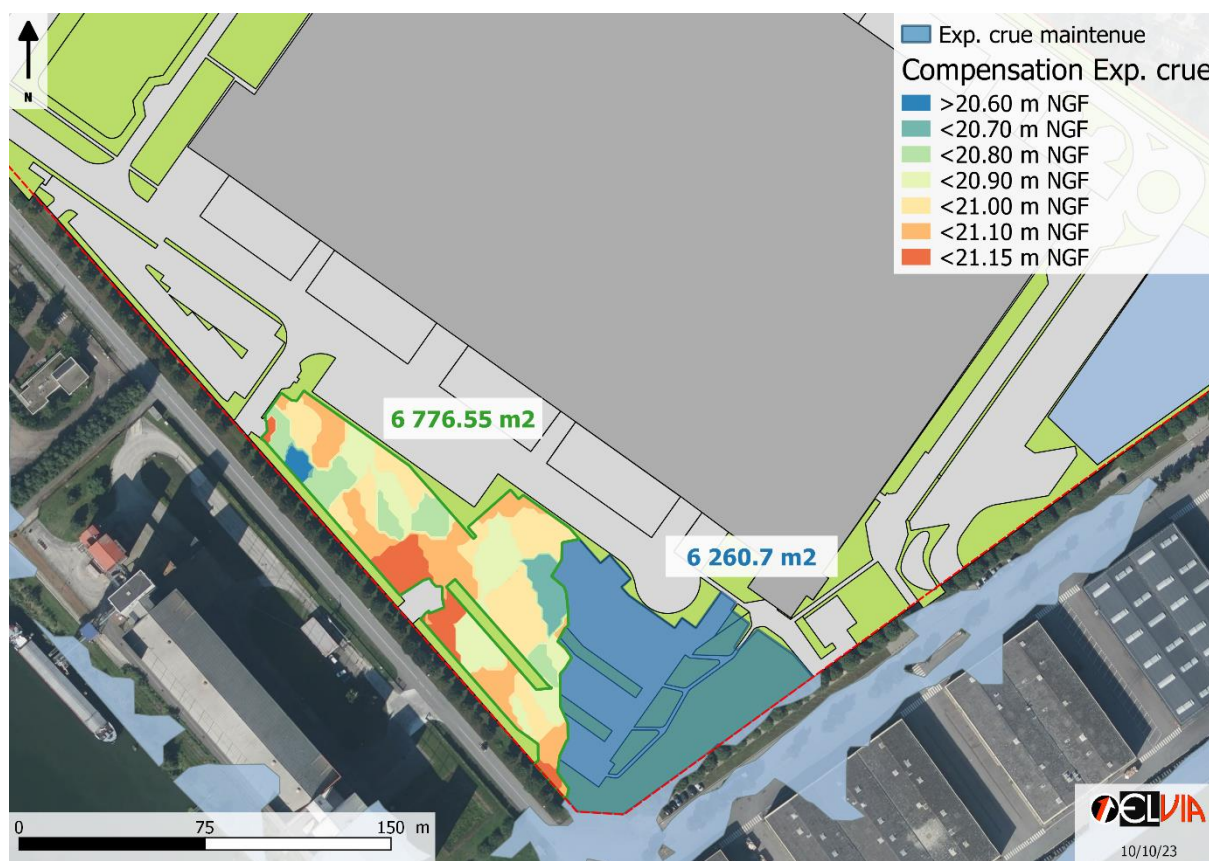 N
Exp. crue maintenue
Compensation Exp. crue
>20.60 m NGF
<20.70 m NGF
<20.80 m NGF
<20.90 m NGF
<21.00 m NGF
<21.10 m NGF
<21.15 m NGF
6 776.55 m2
6 260.7 m2
0 75 150 m
ELVIA
10/10/23